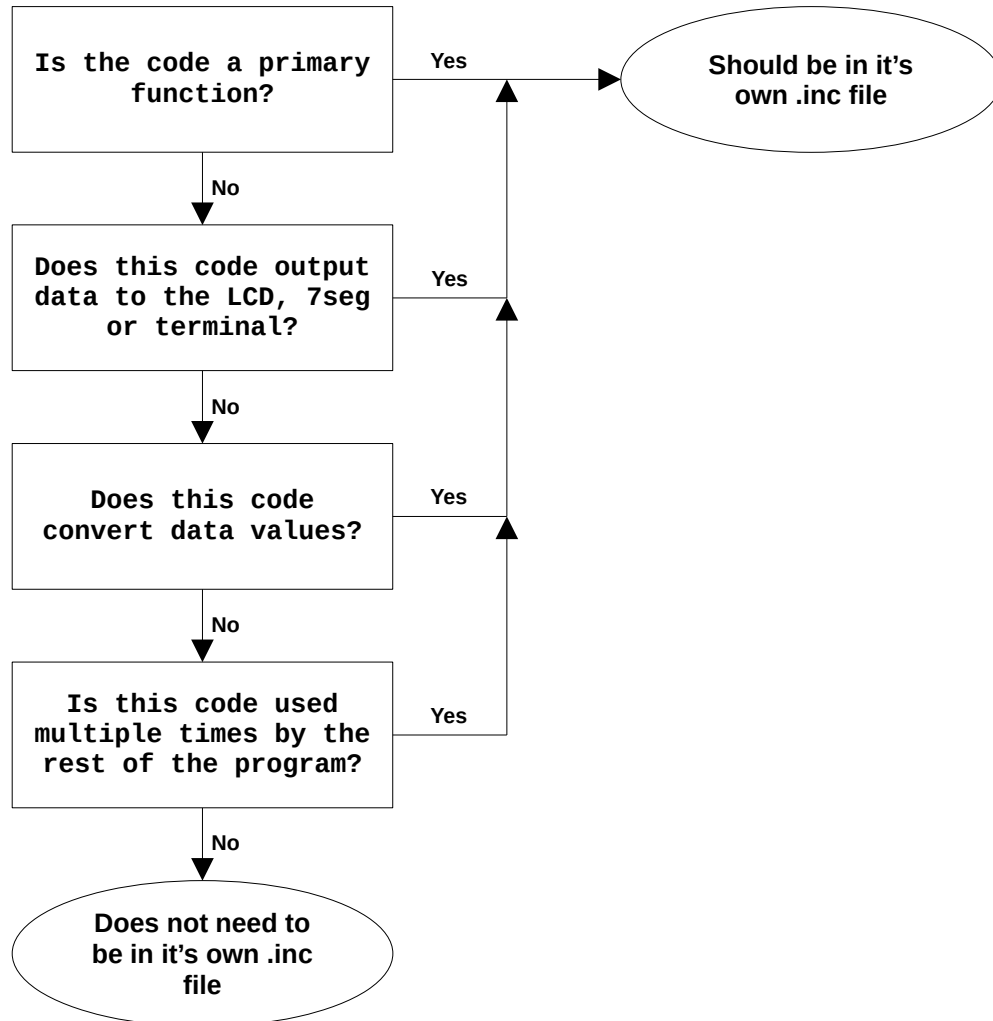 Is the code a primary
function?
Yes
Should be in it’s
own .inc file
No
Does this code output
data to the LCD, 7seg
or terminal?
Yes
No
Does this code
convert data values?
Yes
No
Is this code used
multiple times by the
rest of the program?
Yes
No
Does not need to
be in it’s own .inc
file